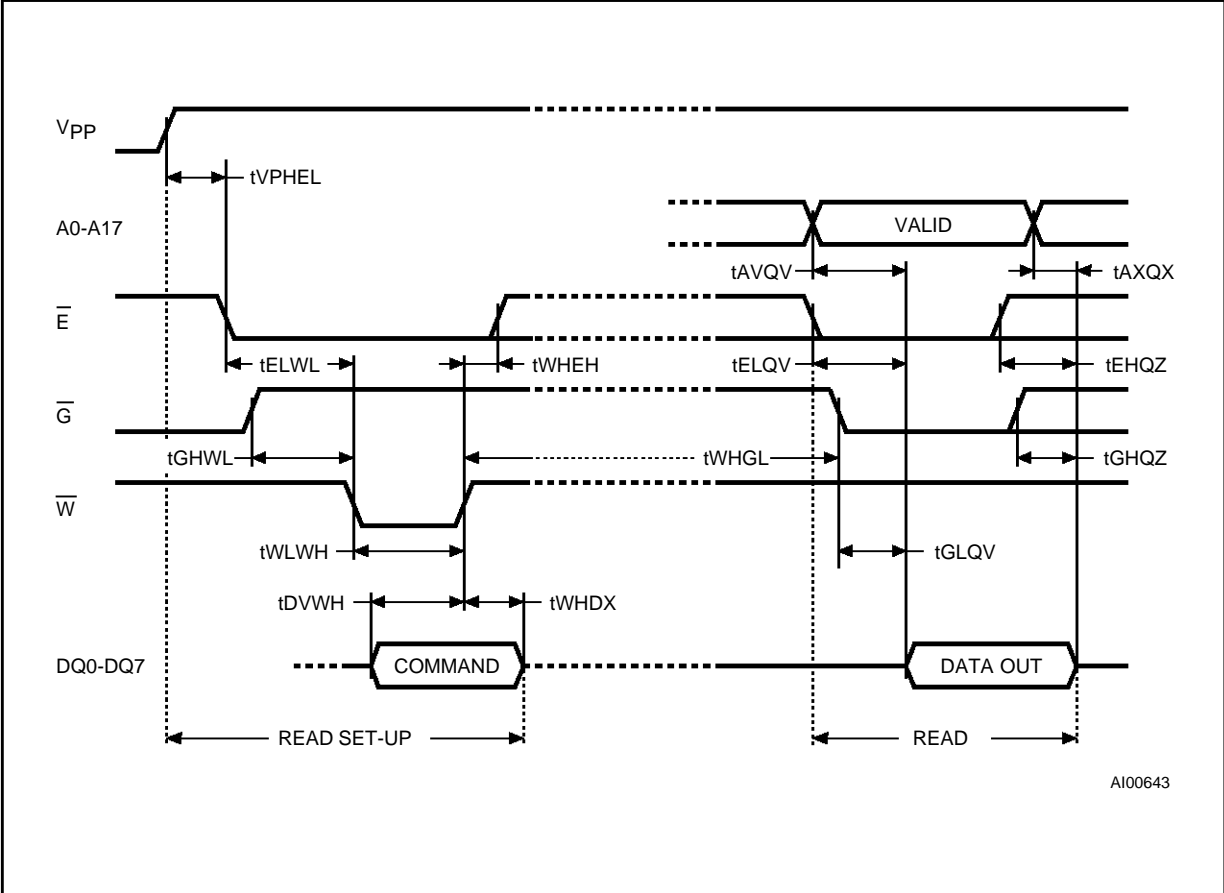 VPP
tVPHEL
A0-A17
VALID
tAVQV
tAXQX
E
tELWL
tWHEH
tELQV
tEHQZ
G
tGHWL
tWHGL
tGHQZ
W
tWLWH
tGLQV
tDVWH
tWHDX
DQ0-DQ7
COMMAND
DATA OUT
READ SET-UP
READ
AI00643